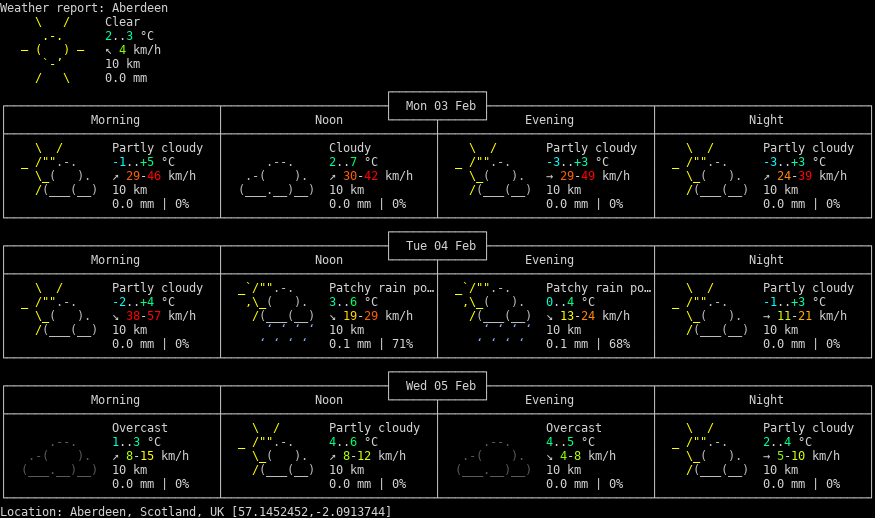 Weather report: Aberdeen
Clear
2..3 °C
↖ 4 km/h
10 km
0.0 mm
Mon 03 Feb
Morning Noon Evening Night
Partly cloudy Cloudy Partly cloudy Partly cloudy
-1..+5 °C 2..7 °C -3..+3 °C -3..+3 °C
↗ 29-46 km/h ↗ 30-42 km/h → 29-49 km/h ↗ 24-39 km/h
10 km 10 km 10 km 10 km
0.0 mm | 0% 0.0 mm | 0% 0.0 mm | 0% 0.0 mm | 0%
Tue 04 Feb
Morning Noon Evening Night
Partly cloudy Patchy rain po… Patchy rain po… Partly cloudy
-2..+4 °C 3..6 °C 0..4 °C -1..+3 °C
↘ 38-57 km/h ↘ 19-29 km/h ↘ 13-24 km/h → 11-21 km/h
10 km 10 km 10 km 10 km
0.0 mm | 0% 0.1 mm | 71% 0.1 mm | 68% 0.0 mm | 0%
Wed 05 Feb
Morning Noon Evening Night
Overcast Partly cloudy Overcast Partly cloudy
1..3 °C 4..6 °C 4..5 °C 2..4 °C
↗ 8-15 km/h ↗ 8-12 km/h ↘ 4-8 km/h → 5-10 km/h
10 km 10 km 10 km 10 km
0.0 mm | 0% 0.0 mm | 0% 0.0 mm | 0% 0.0 mm | 0%
Location: Aberdeen, Scotland, UK [57.1452452,-2.0913744]